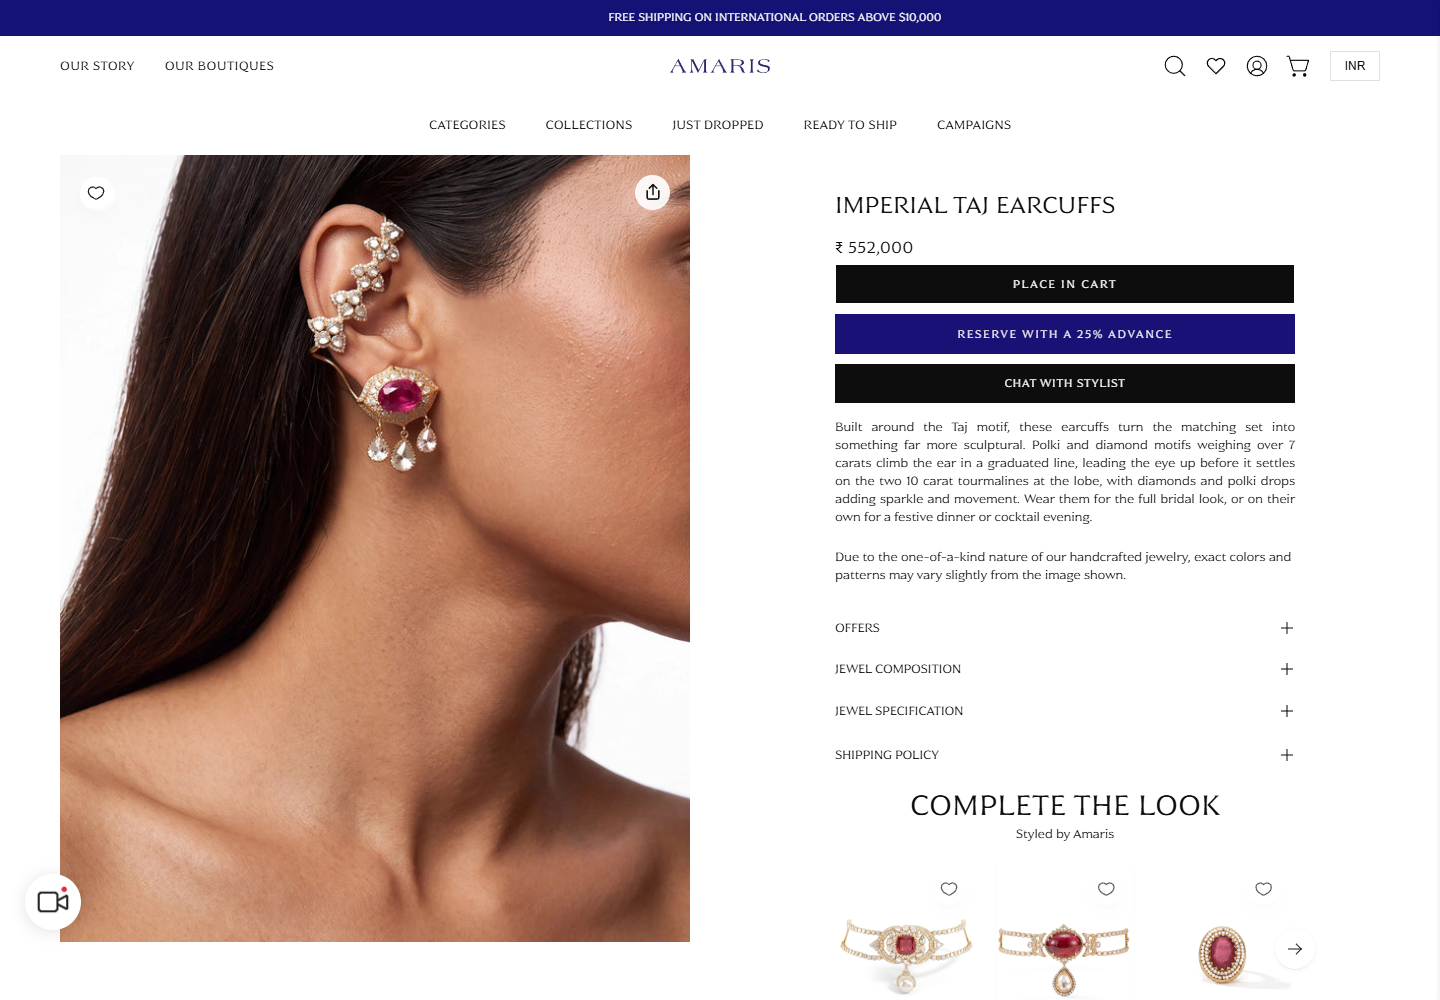 FREE SHIPPING ON INTERNATIONAL ORDERS ABOVE $10,000
OUR STORY
OUR BOUTIQUES
AMARIS
INR
CATEGORIES
COLLECTIONS
JUST DROPPED
READY TO SHIP
CAMPAIGNS
IMPERIAL TAJ EARCUFFS
₹ 552,000
PLACE IN CART
RESERVE WITH A 25% ADVANCE
CHAT WITH STYLIST
Built around the Taj motif, these earcuffs turn the matching set into
something far more sculptural. Polki and diamond motifs weighing over 7
carats climb the ear in a graduated line, leading the eye up before it settles
on the two 10 carat tourmalines at the lobe, with diamonds and polki drops
adding sparkle and movement. Wear them for the full bridal look, or on their
own for a festive dinner or cocktail evening.
Due to the one-of-a-kind nature of our handcrafted jewelry, exact colors and
patterns may vary slightly from the image shown.
OFFERS
JEWEL COMPOSITION
JEWEL SPECIFICATION
SHIPPING POLICY
COMPLETE THE LOOK
Styled by Amaris